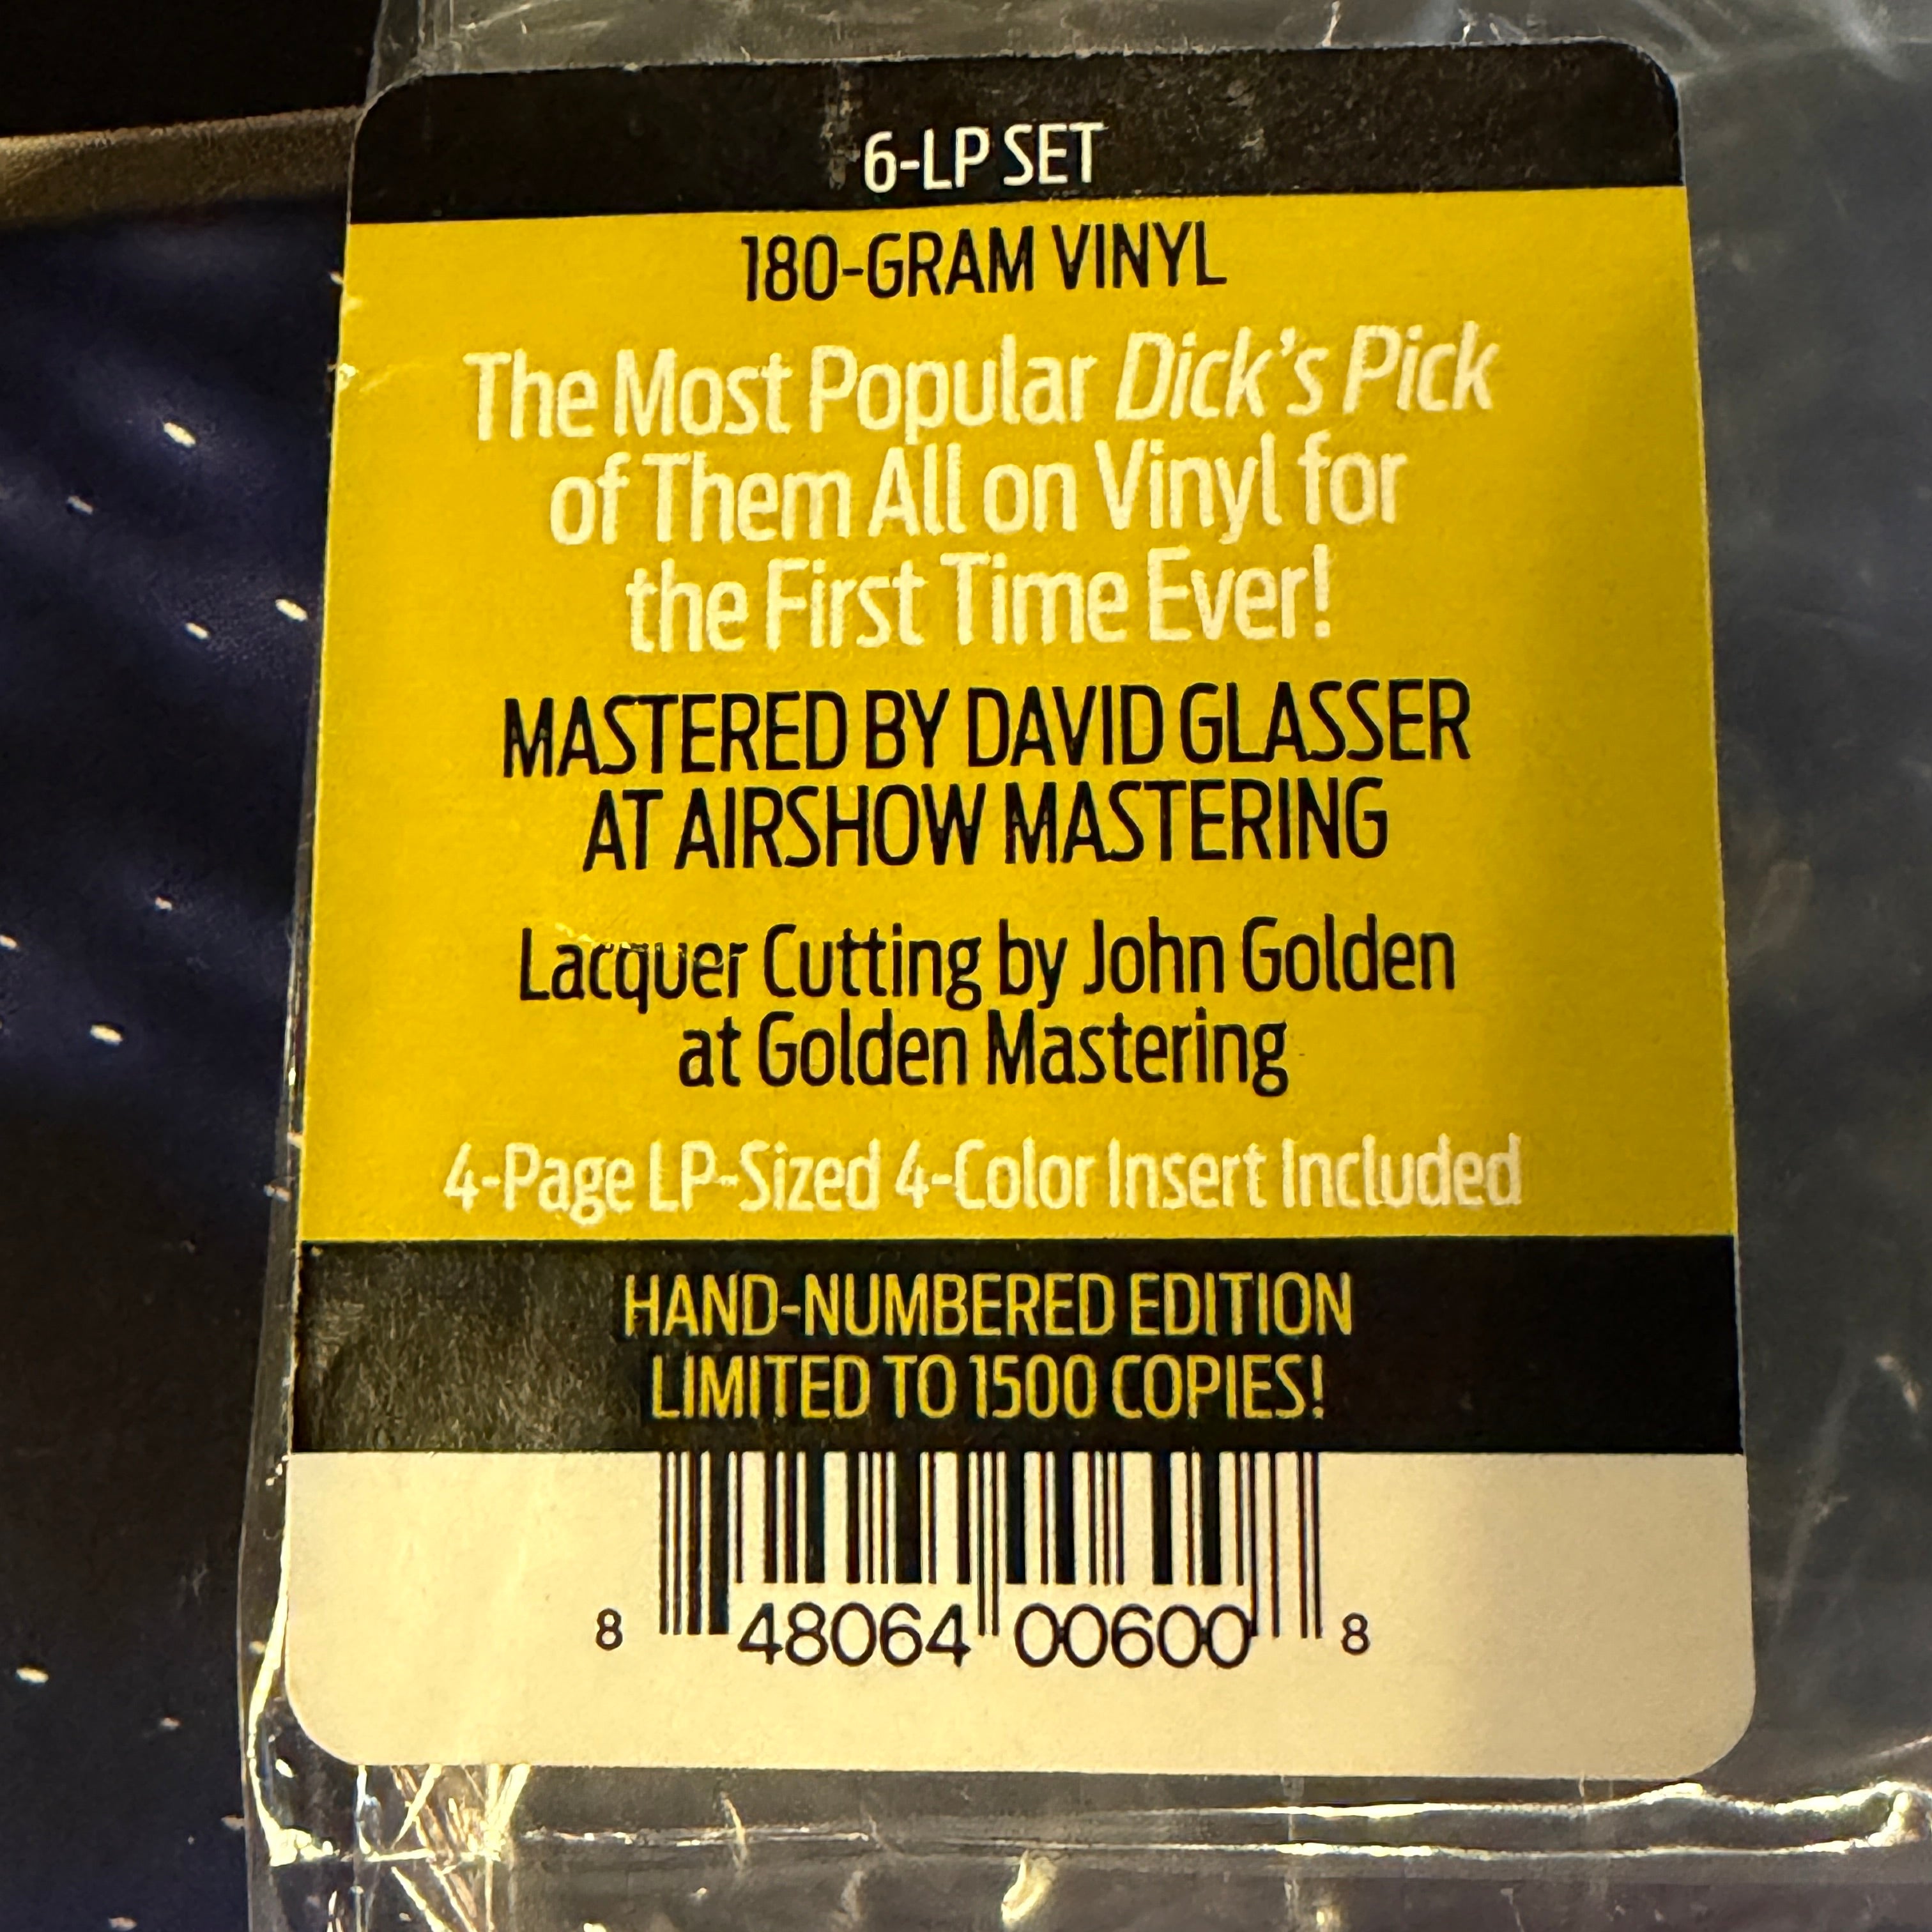 6-LP SET
180-GRAM VINYL
The Most Popular Dick's Pick
of Them All on Vinyl for
the First Time Ever!
MASTERED BY DAVID GLASSER
AT AIRSHOW MASTERING
Lacquer Cutting by John Golden
at Golden Mastering
4-Page LP-Sized 4-Color Insert Included
HAND-NUMBERED EDITION
LIMITED TO 1500 COPIES!
8 48064 00600 8